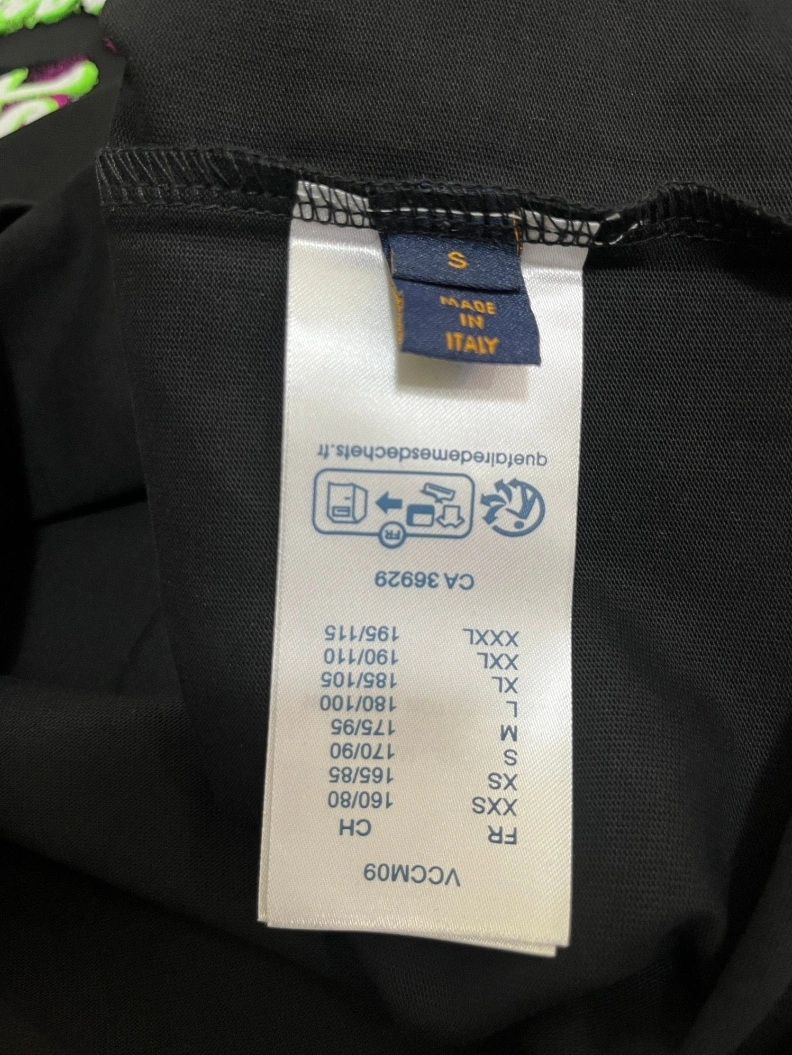 S
MADE
IN
ITALY
VCCM09
FR CH
XXS 160/80
XS 165/85
S 170/90
M 175/95
L 180/100
XL 185/105
XXL 190/110
XXXL 195/115
CA 36929
FR
quefairedemesdechets.fr